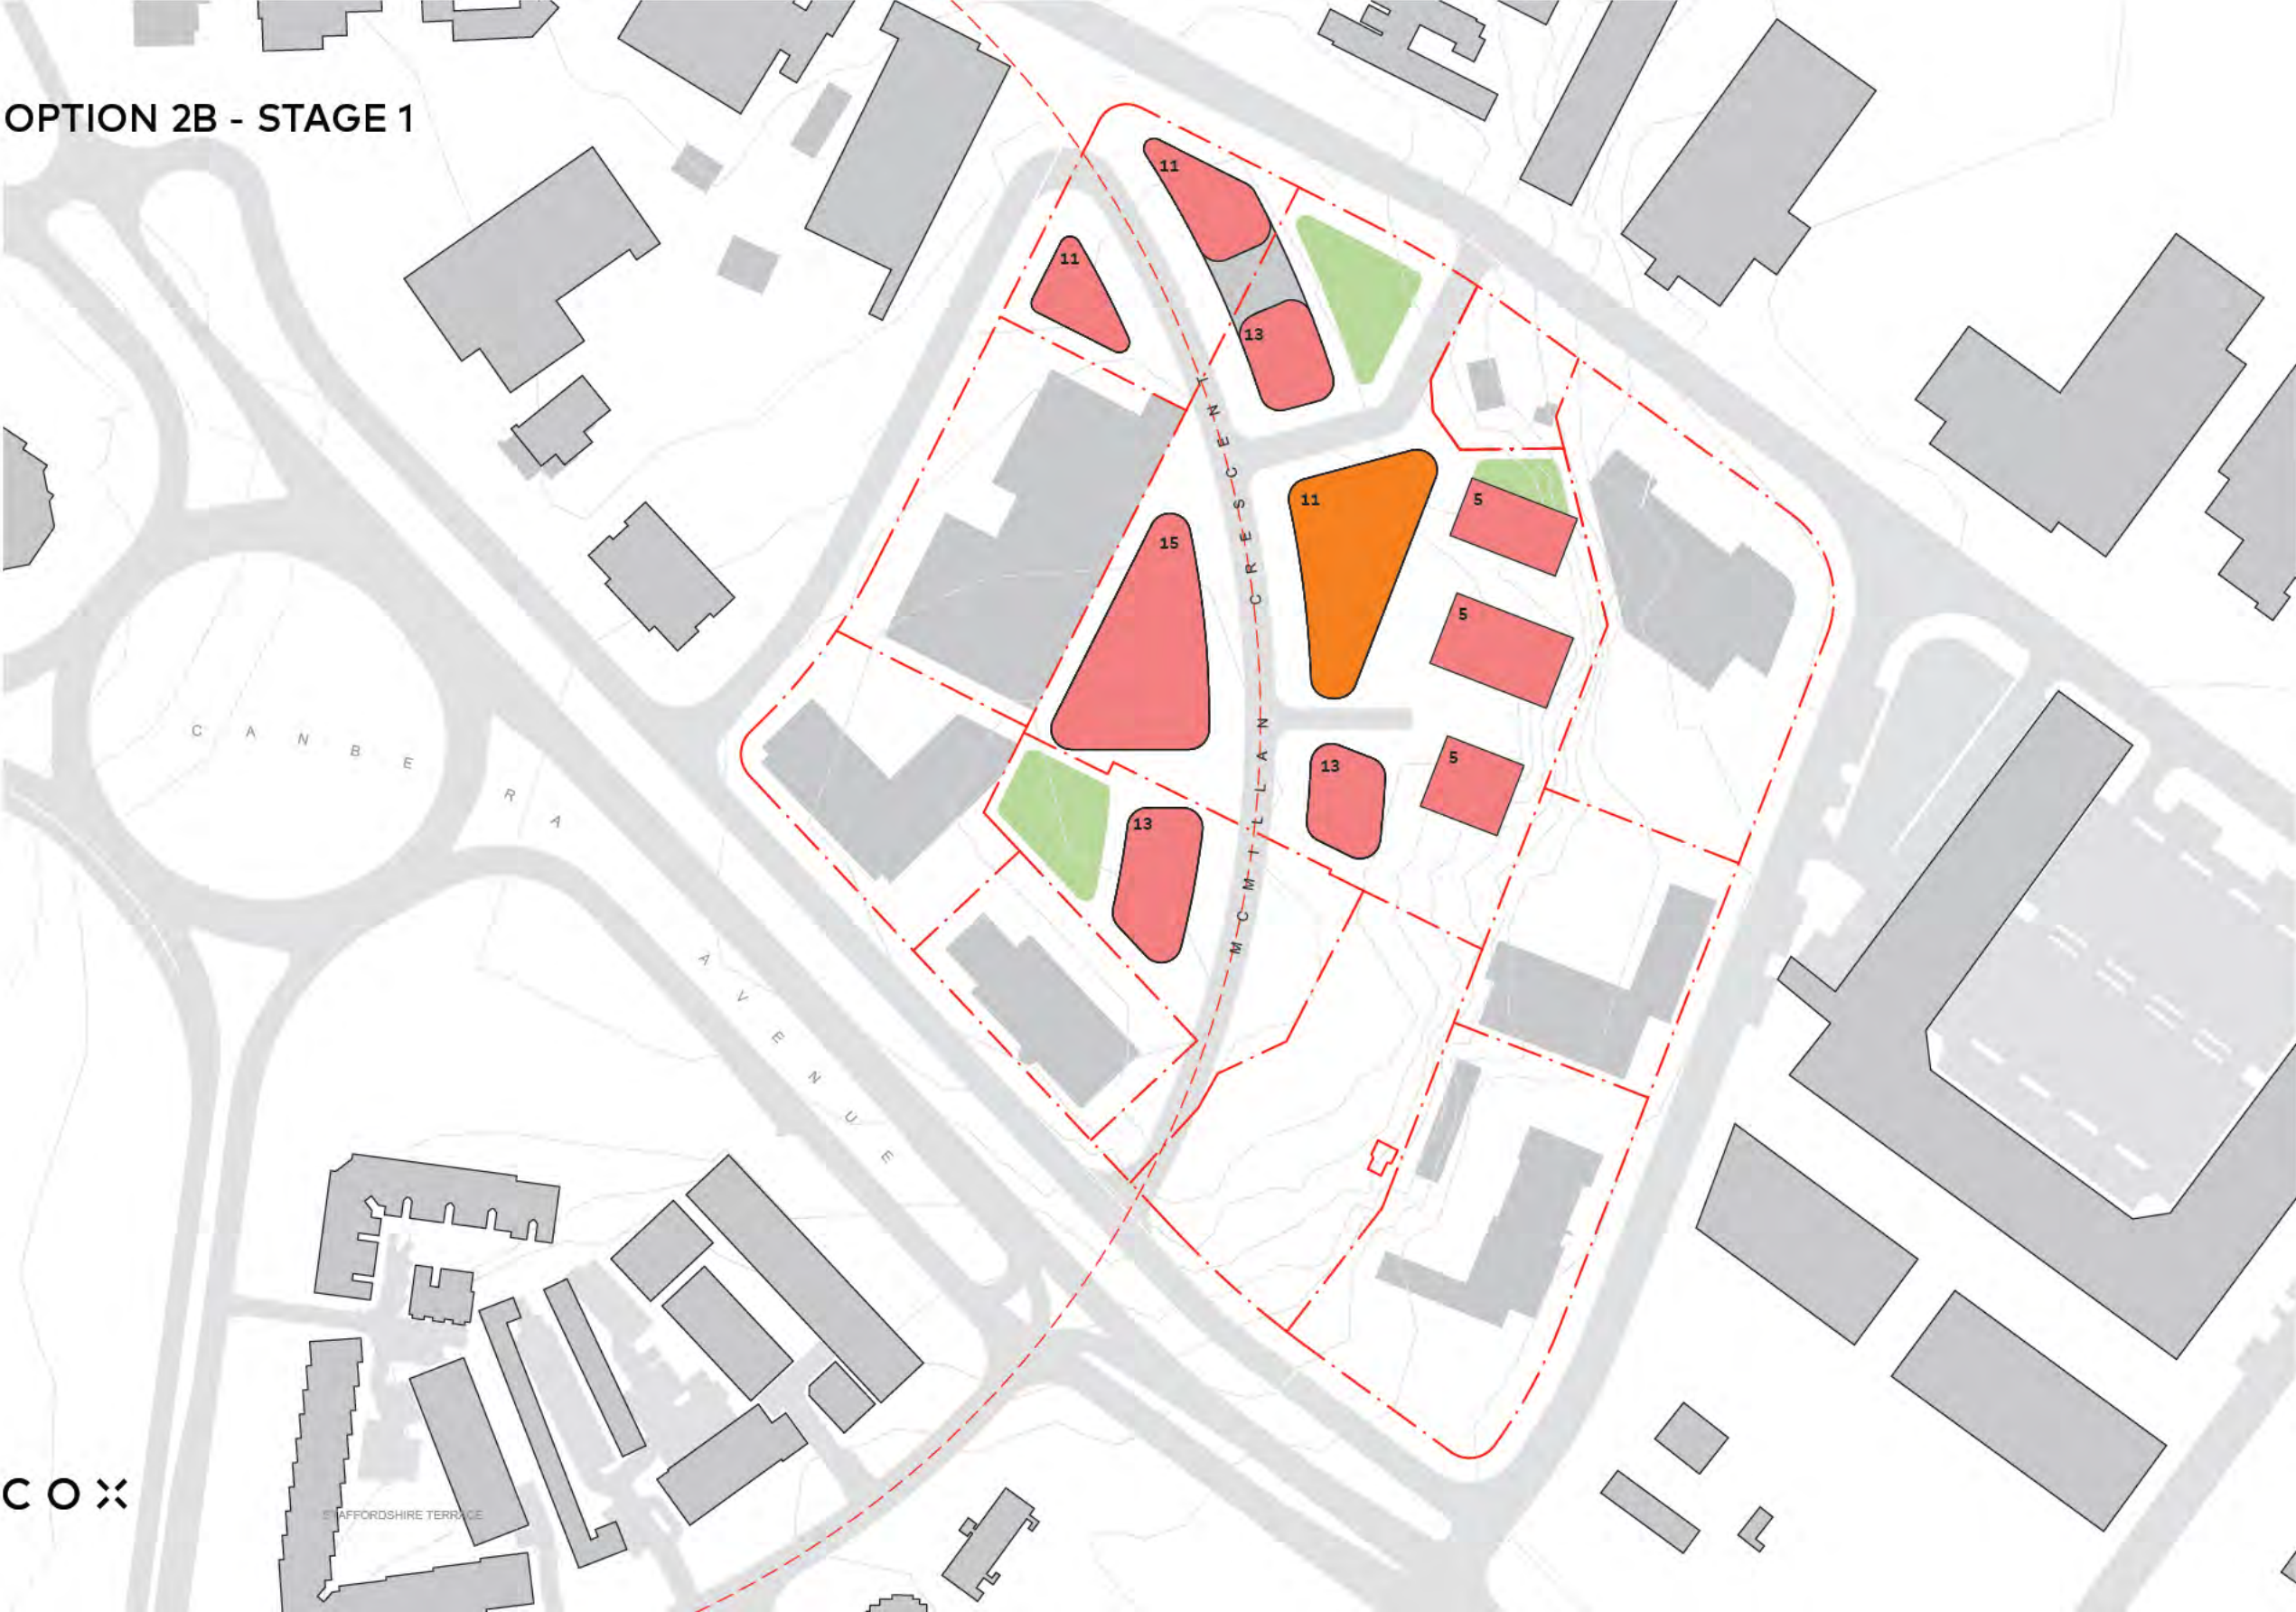 OPTION 2B - STAGE 1
11
11
13
MCMILLAN CRESCENT
11
5
15
5
CANBERRA AVENUE
5
13
13
COX
STAFFORDSHIRE TERRACE